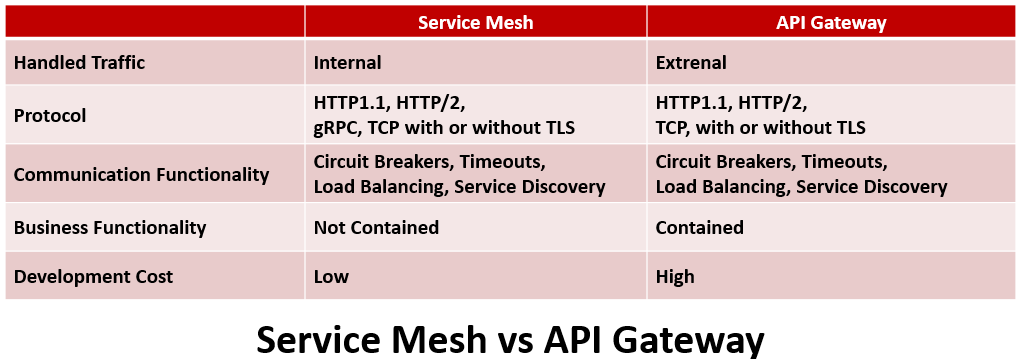 Service Mesh API Gateway
Handled Traffic Internal Extrenal
Protocol HTTP1.1, HTTP/2, HTTP1.1, HTTP/2,
gRPC, TCP with or without TLS TCP, with or without TLS
Communication Functionality Circuit Breakers, Timeouts, Circuit Breakers, Timeouts,
Load Balancing, Service Discovery Load Balancing, Service Discovery
Business Functionality Not Contained Contained
Development Cost Low High
Service Mesh vs API Gateway